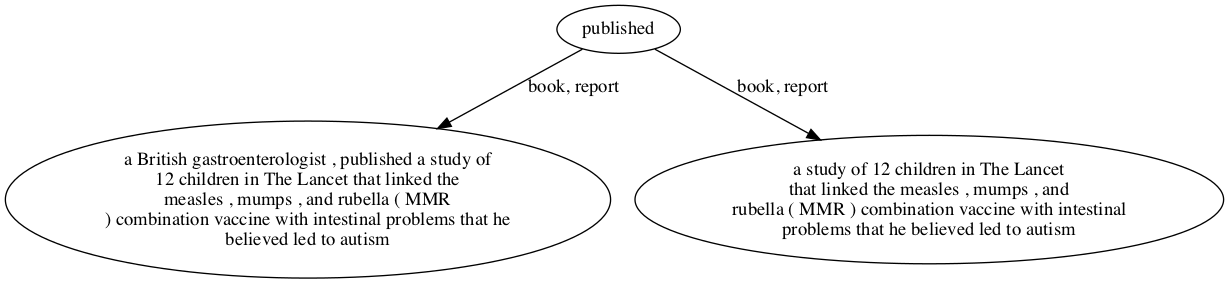 published
book, report
book, report
a British gastroenterologist , published a study of
12 children in The Lancet that linked the
measles , mumps , and rubella ( MMR
) combination vaccine with intestinal problems that he
believed led to autism
a study of 12 children in The Lancet
that linked the measles , mumps , and
rubella ( MMR ) combination vaccine with intestinal
problems that he believed led to autism